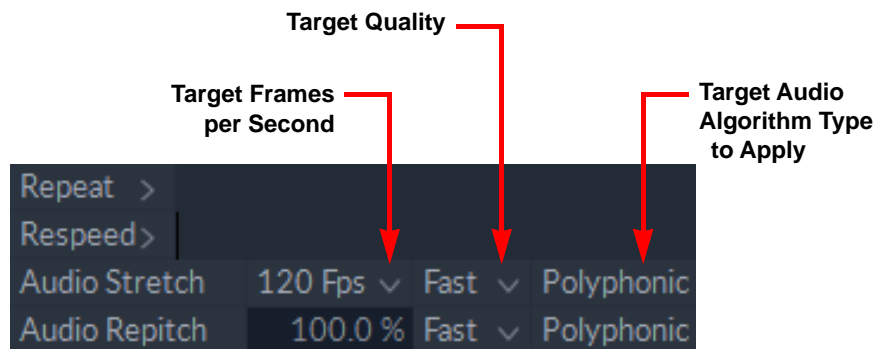 Target Quality
Target Frames
per Second
Target Audio
Algorithm Type
to Apply
Repeat >
Respeed>
Audio Stretch 120 Fps Fast Polyphonic
Audio Repitch 100.0 % Fast Polyphonic